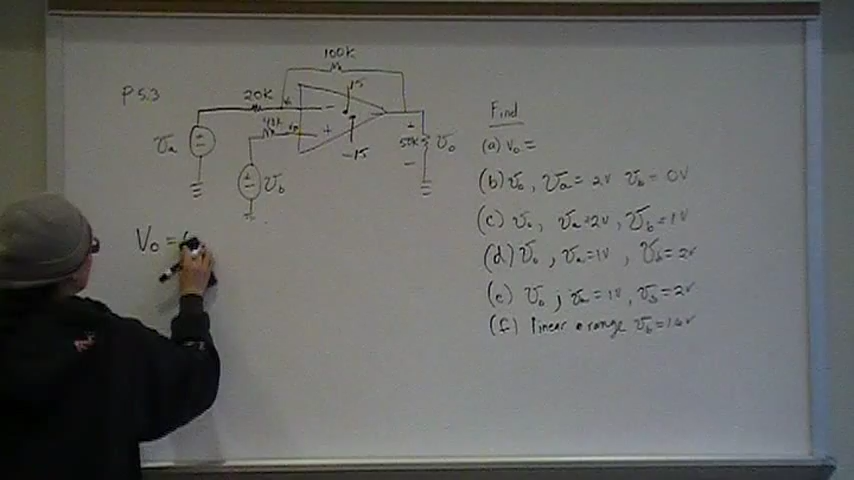 P 5.3
100K
20K
15
−
+
-15
50K
+
−
Vo
Va
Vb
Vo = (
Find
(a) Vo =
(b) Vo , Va = 2V Vb = 0V
(c) Vo , Va = 2V , Vb = 1V
(d) Vo , Va = 1V , Vb = 2V
(e) Vo , Va = 1V , Vb = 2V
(f) linear range Vb = 1.6V